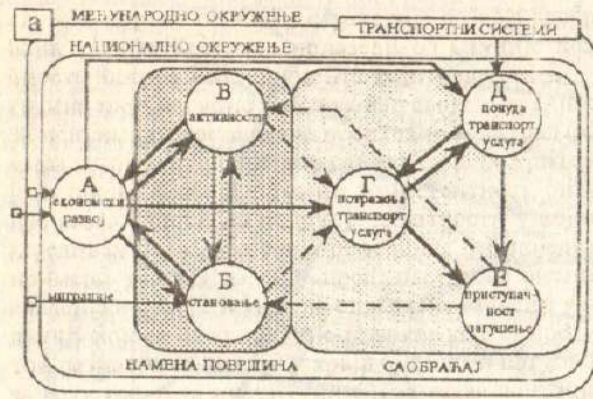 а
МЕЂУНАРОДНО ОКРУЖЕЊЕ
ТРАНСПОРТНИ СИСТЕМИ
НАЦИОНАЛНО ОКРУЖЕЊЕ
В
активности
Д
понуда
транспорт
услуга
А
економски
развој
Г
потражња
транспорт
услуга
Б
становање
Е
приступач-
ност
загушење
миграције
НАМЕНА ПОВРШИНА
САОБРАЋАЈ